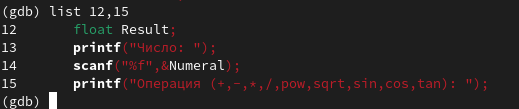 (gdb) list 12,15
12 float Result;
13 printf("Число: ");
14 scanf("%f",&Numeral);
15 printf("Операция (+,-,*,/,pow,sqrt,sin,cos,tan): ");
(gdb)